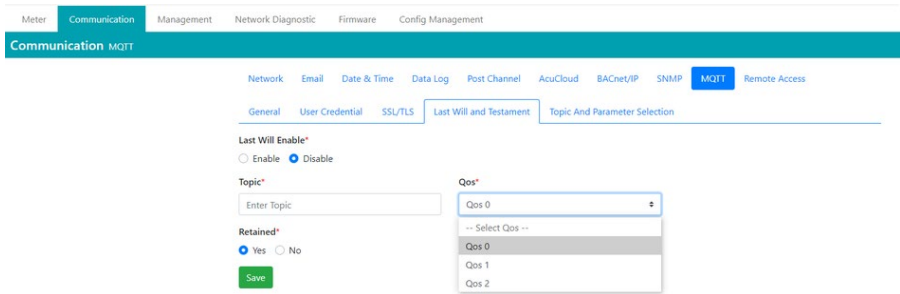 Meter Communication Management Network Diagnostic Firmware Config Management
Communication MQTT
Network Email Date & Time Data Log Post Channel AcuCloud BACnet/IP SNMP MQTT Remote Access
General User Credential SSL/TLS Last Will and Testament Topic And Parameter Selection
Last Will Enable*
Enable Disable
Topic* Qos*
Enter Topic Qos 0
-- Select Qos --
Retained*
Qos 0
Yes No
Qos 1
Save
Qos 2